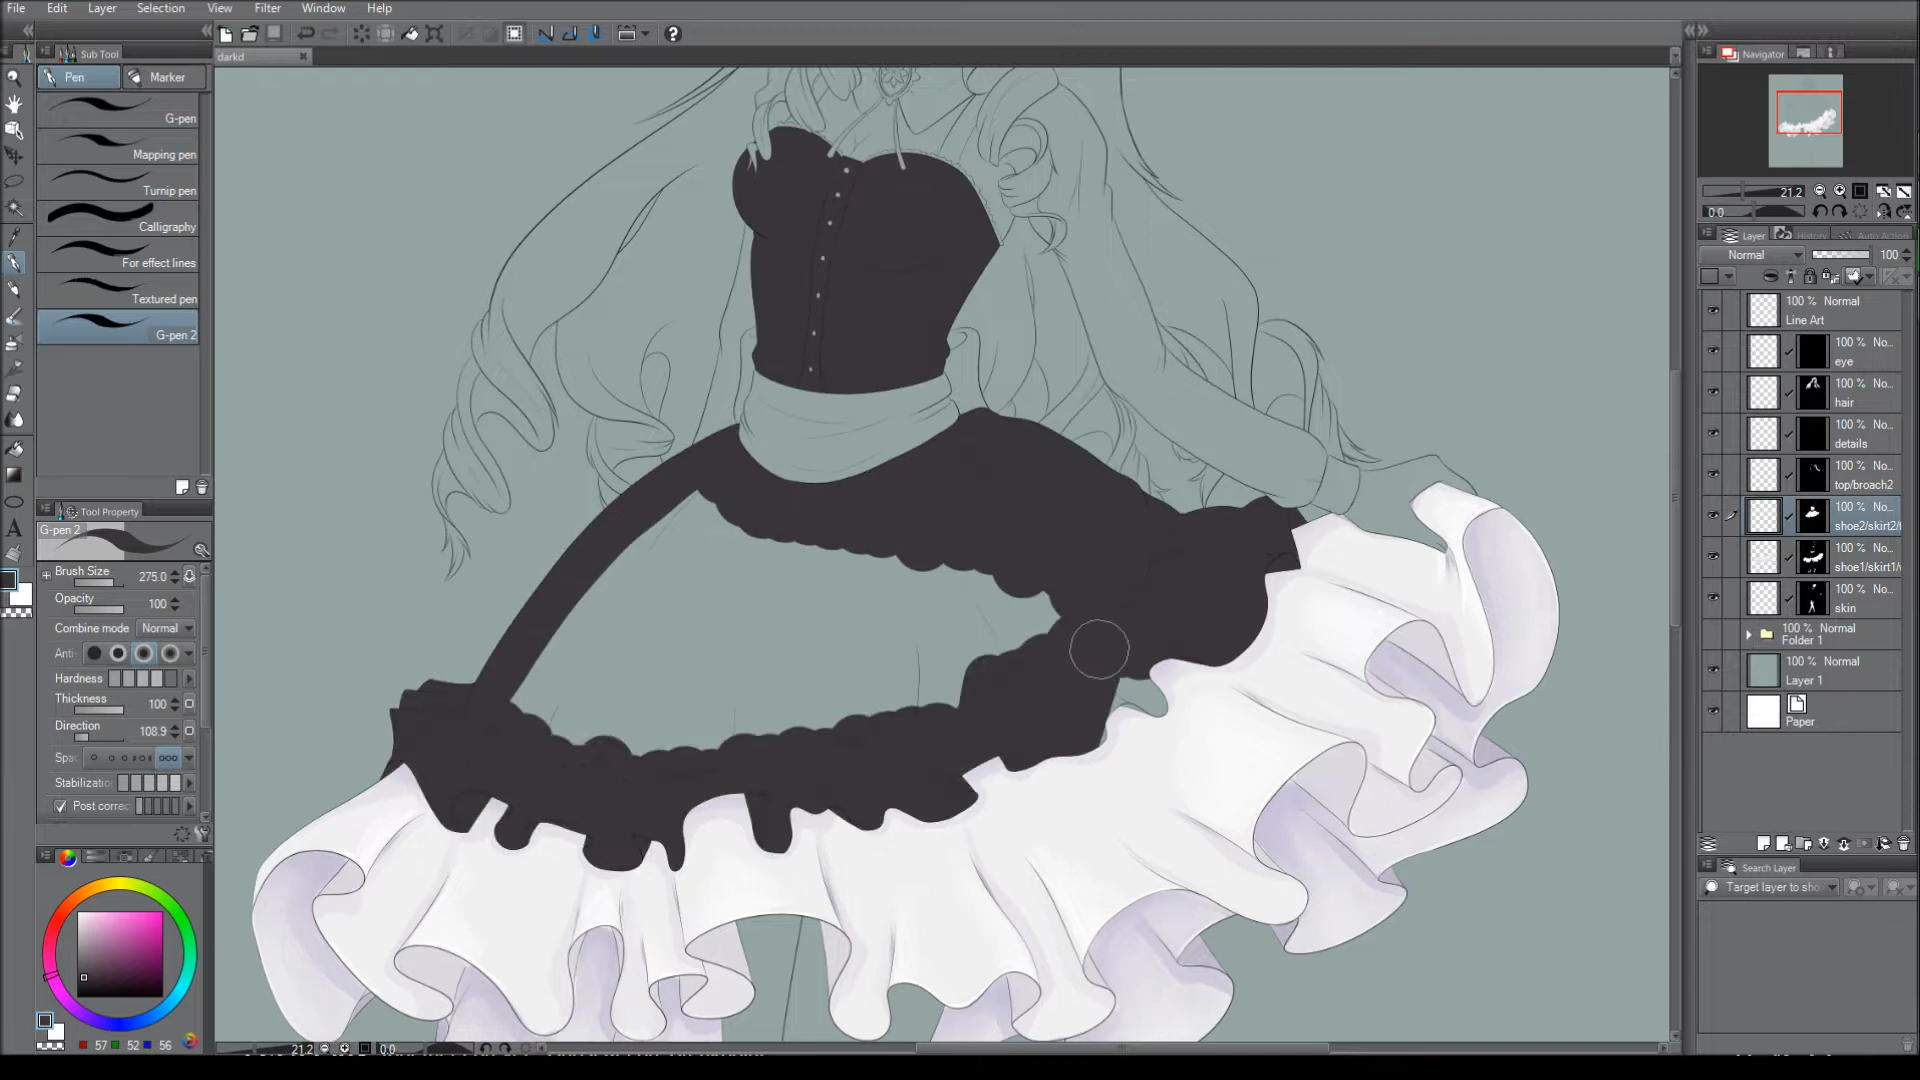 File Edit Layer Selection View Filter Window Help
Sub Tool
darkd
Navigator
Pen Marker
G-pen
Mapping pen
Turnip pen
Calligraphy
For effect lines
Textured pen
G-pen 2
Tool Property
G-pen 2
Brush Size 275.0
Opacity 100
Combine mode Normal
Anti-
Hardness
Thickness 100
Direction 108.9
Spac
Stabilizatio
Post correc
57 52 56
21.2 0.0
21.2
0.0
Layer History Auto Action
Normal 100
100 % Normal
Line Art
100 % No...
eye
100 % No...
hair
100 % No...
details
100 % No...
top/broach2
100 % No...
shoe2/skirt2/
100 % No...
shoe1/skirt1/
100 % No...
skin
100 % Normal
Folder 1
100 % Normal
Layer 1
Paper
Search Layer
Target layer to sho